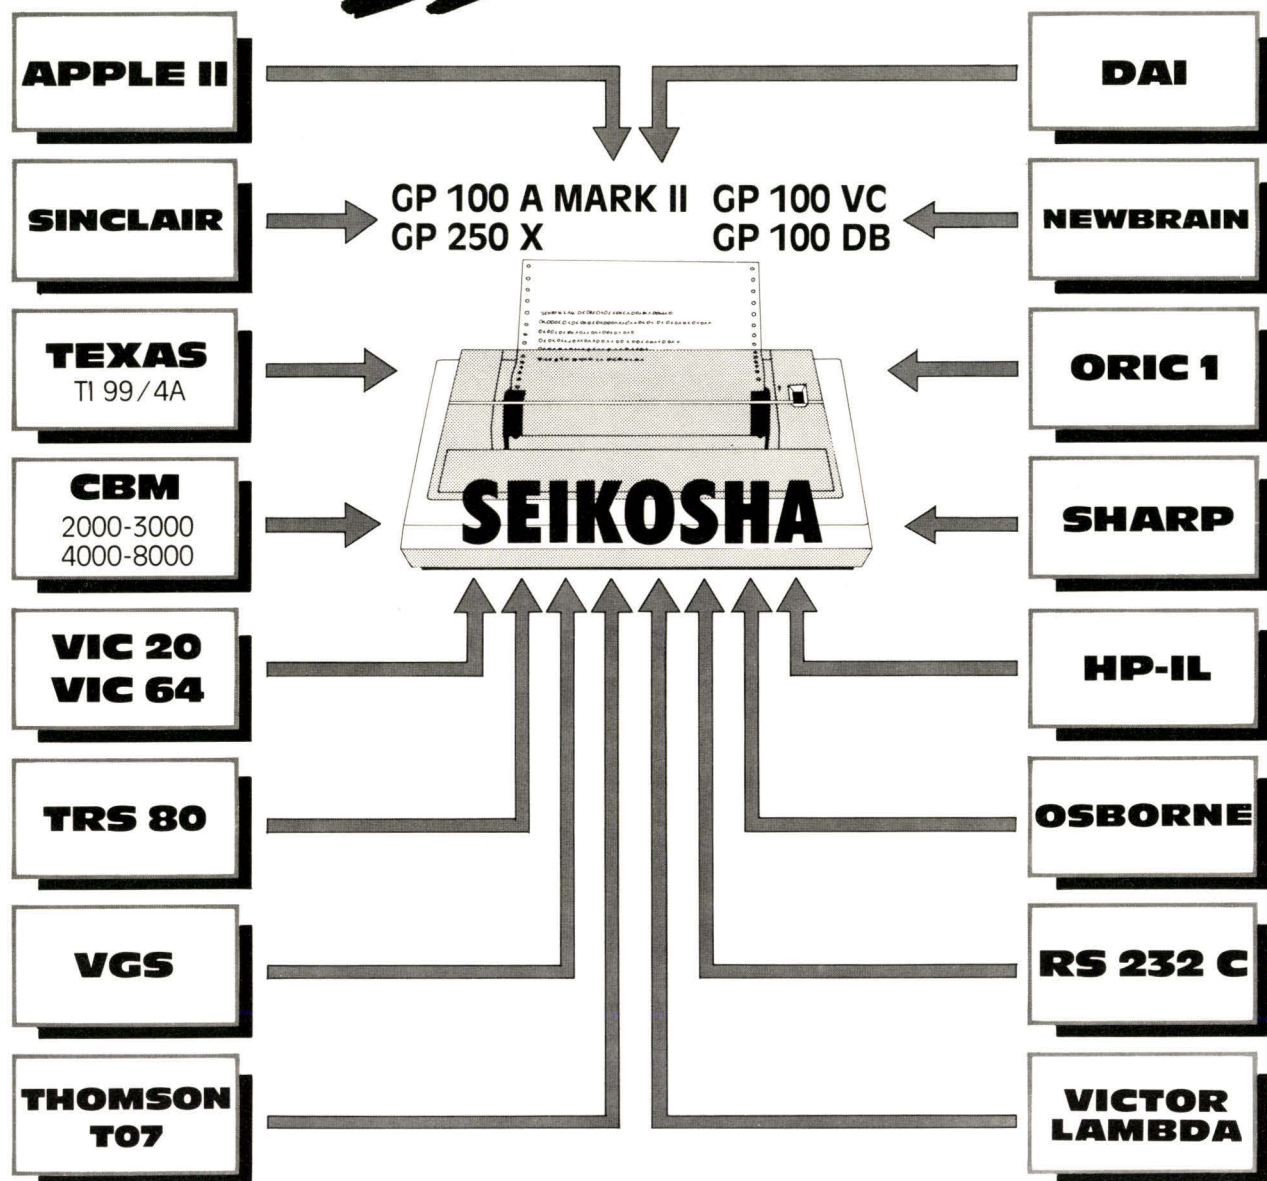 APPLE II
DAI
SINCLAIR
GP 100 A MARK II GP 100 VC
GP 250 X GP 100 DB
NEWBRAIN
TEXAS
TI 99/4A
ORIC 1
CBM
2000-3000
4000-8000
SEIKOSHA
SHARP
VIC 20
VIC 64
HP-IL
TRS 80
OSBORNE
VGS
RS 232 C
THOMSON
TO7
VICTOR
LAMBDA